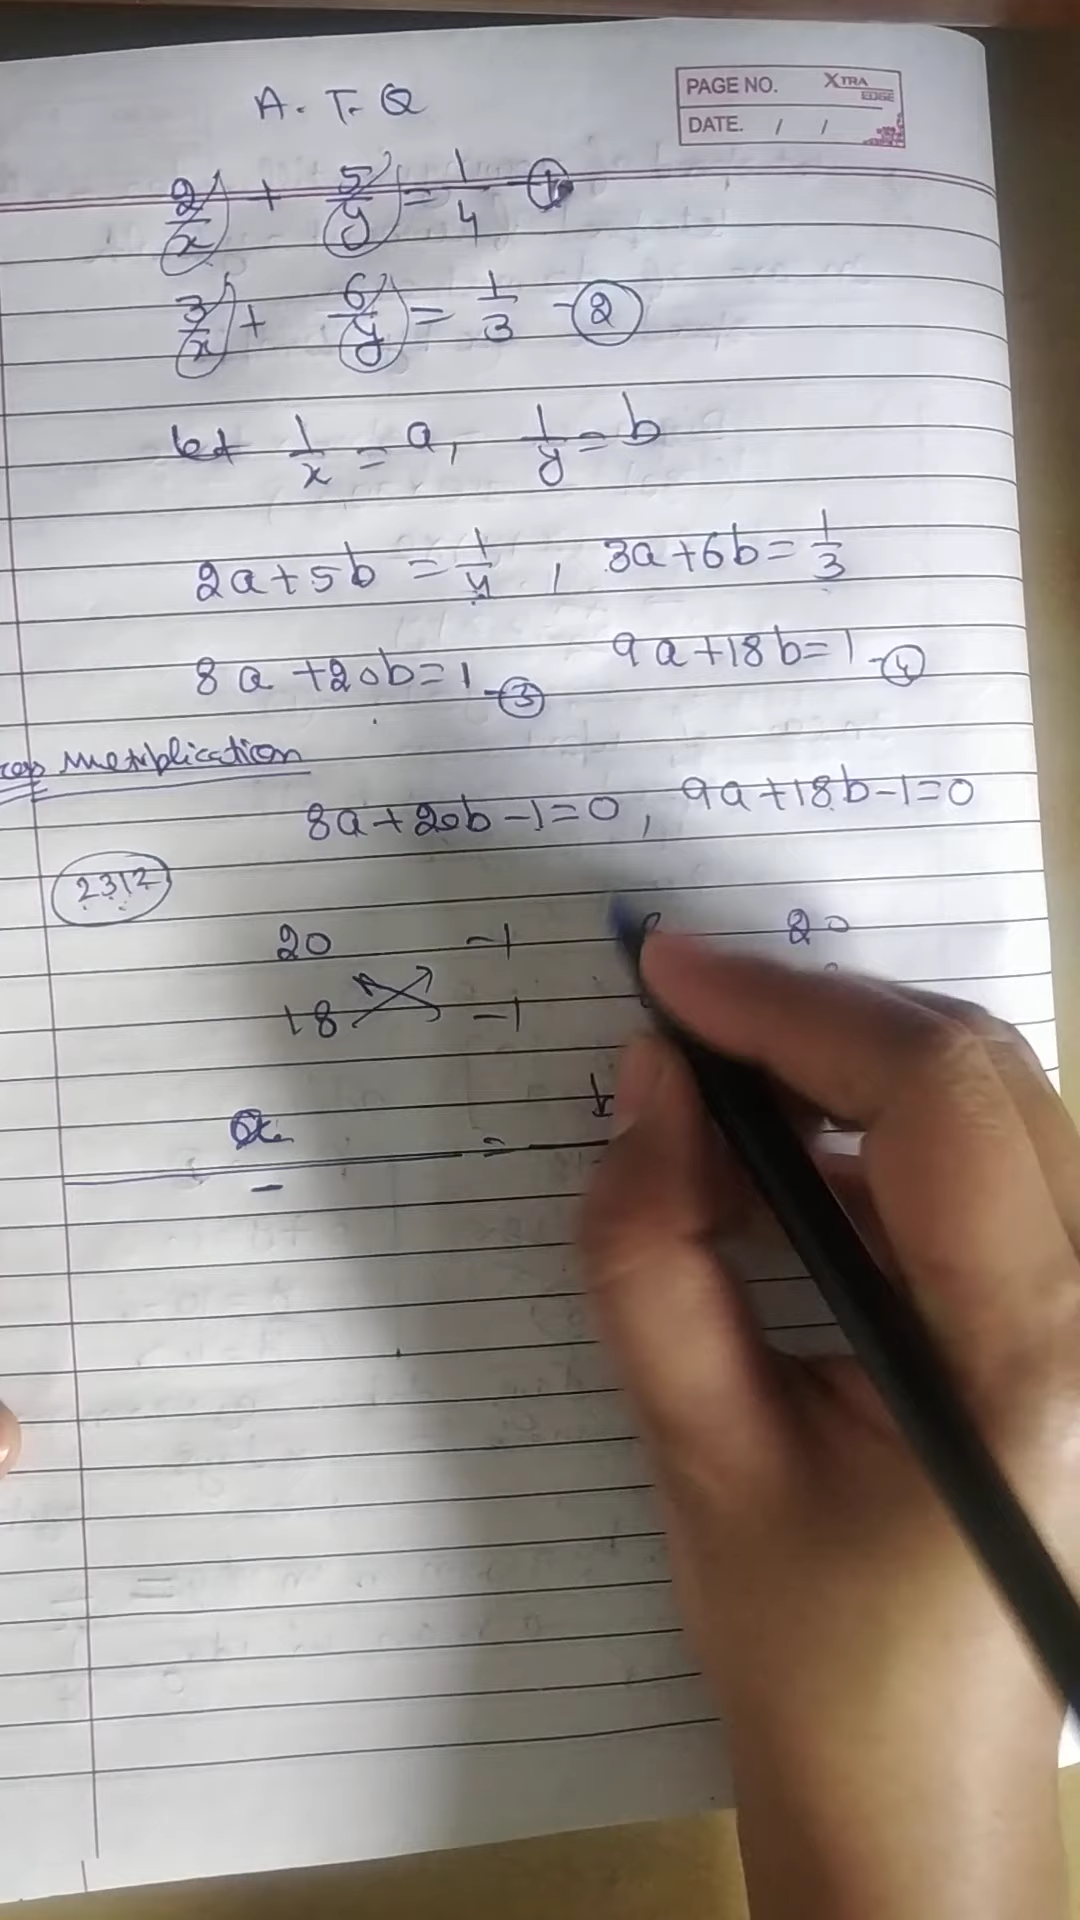 A. T. Q
PAGE NO.
XTRA EDGE
DATE. / /
2/x + 5/y = 1/4 - 1
3/x + 6/y = 1/3 - 2
let 1/x = a, 1/y = b
2a + 5b = 1/4 , 3a + 6b = 1/3
8a + 20b = 1 - 3 9a + 18b = 1 - 4
8a + 20b - 1 = 0 , 9a + 18b - 1 = 0
2312
20 -1 20
18 -1
=
-